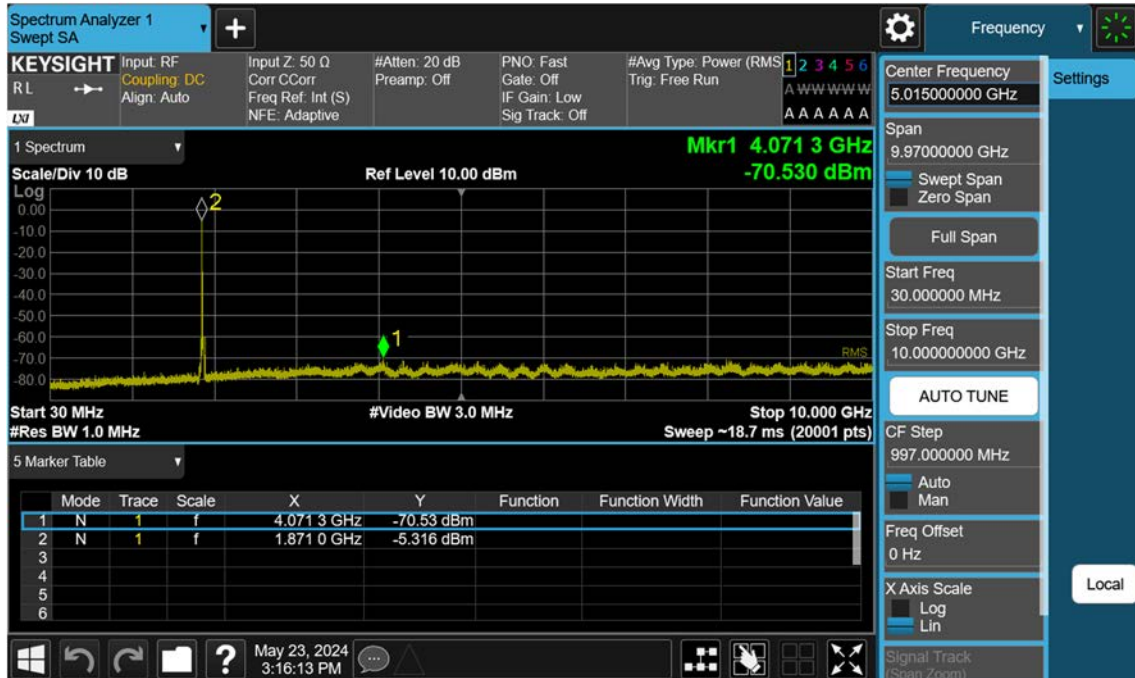 Spectrum Analyzer 1
Swept SA
Frequency
KEYSIGHT
R L
LXI
Input: RF
Coupling: DC
Align: Auto
Input Z: 50 Ω
Corr CCorr
Freq Ref: Int (S)
NFE: Adaptive
#Atten: 20 dB
Preamp: Off
PNO: Fast
Gate: Off
IF Gain: Low
Sig Track: Off
#Avg Type: Power (RMS
Trig: Free Run
1 2 3 4 5 6
A W W W W W
A A A A A A
1 Spectrum
Mkr1 4.071 3 GHz
Scale/Div 10 dB
Ref Level 10.00 dBm
-70.530 dBm
Log
0.00
-10.0
-20.0
-30.0
-40.0
-50.0
-60.0
-70.0
-80.0
2
1
RMS
Start 30 MHz
#Video BW 3.0 MHz
Stop 10.000 GHz
#Res BW 1.0 MHz
Sweep ~18.7 ms (20001 pts)
5 Marker Table
Mode Trace Scale X Y Function Function Width Function Value
1 N 1 f 4.071 3 GHz -70.53 dBm
2 N 1 f 1.871 0 GHz -5.316 dBm
3
4
5
6
May 23, 2024
3:16:13 PM
Center Frequency
5.015000000 GHz
Span
9.97000000 GHz
Swept Span
Zero Span
Full Span
Start Freq
30.000000 MHz
Stop Freq
10.000000000 GHz
AUTO TUNE
CF Step
997.000000 MHz
Auto
Man
Freq Offset
0 Hz
X Axis Scale
Log
Lin
Signal Track
(Span Zoom)
Settings
Local